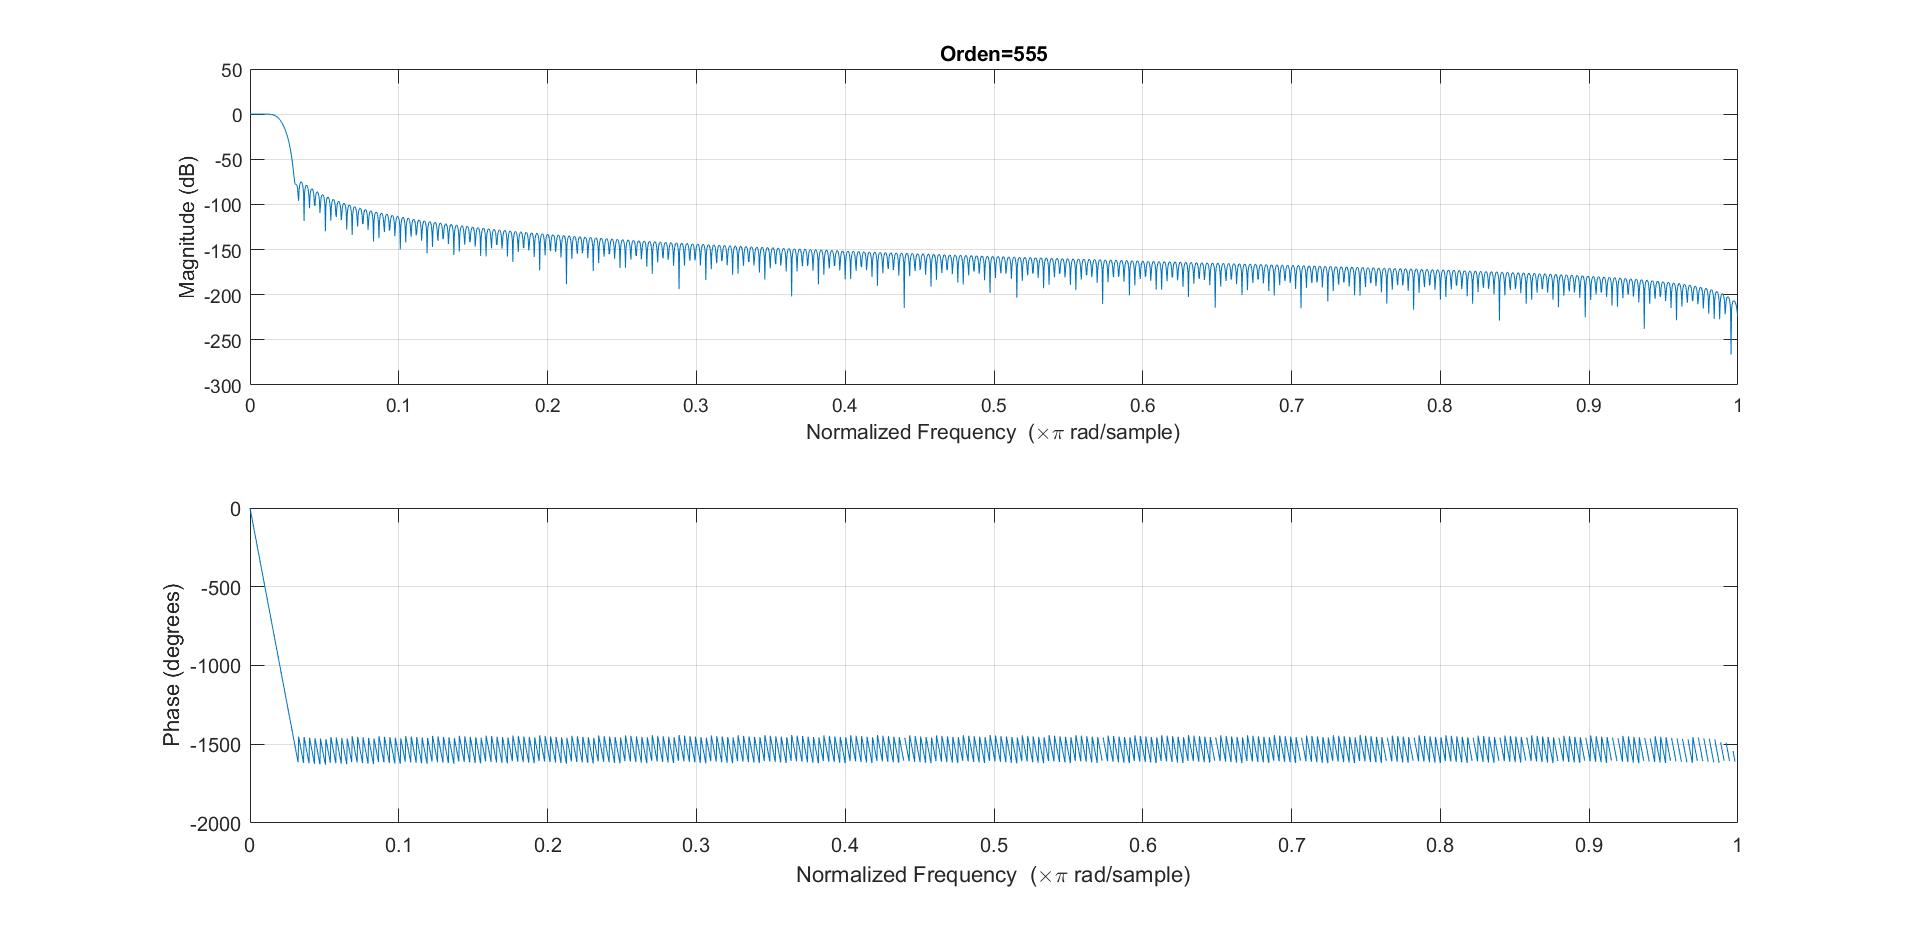 Orden=555
50
0
-50
-100
-150
-200
-250
-300
Magnitude (dB)
0 0.1 0.2 0.3 0.4 0.5 0.6 0.7 0.8 0.9 1
Normalized Frequency (×π rad/sample)
0
-500
-1000
-1500
-2000
Phase (degrees)
0 0.1 0.2 0.3 0.4 0.5 0.6 0.7 0.8 0.9 1
Normalized Frequency (×π rad/sample)